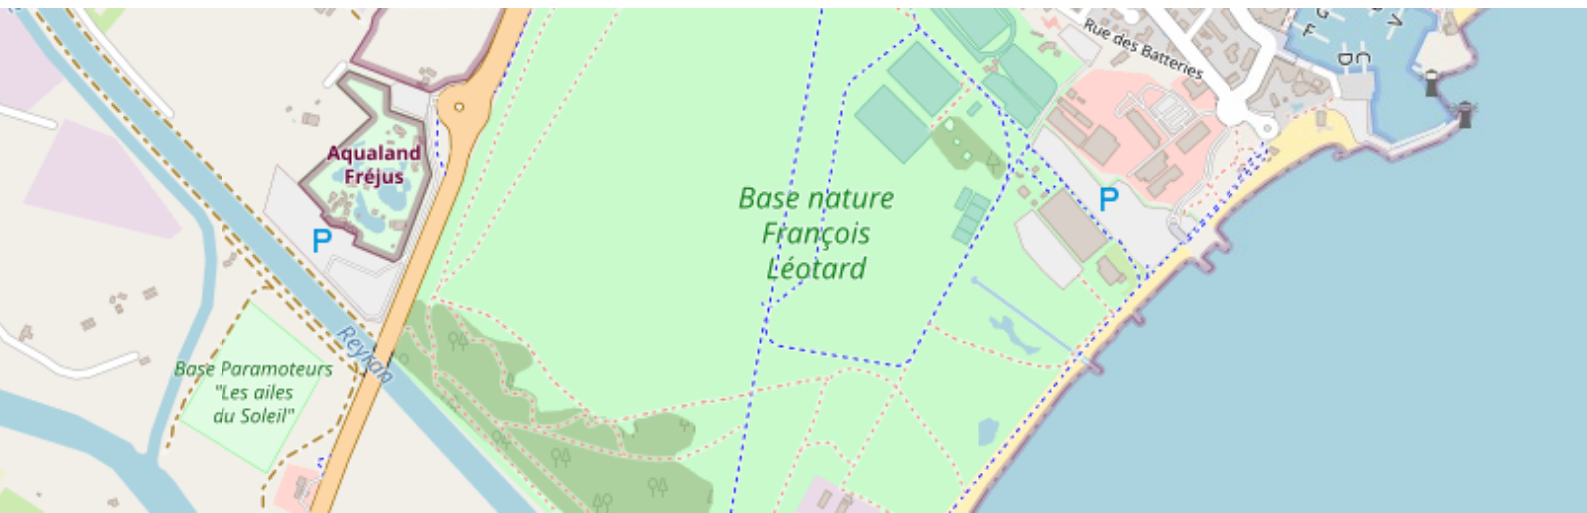 Rue des Batteries
G
V
F
D
C
Aqualand
Fréjus
P
P
Base nature
François
Léotard
Reyran
Base Paramoteurs
"Les ailes
du Soleil"